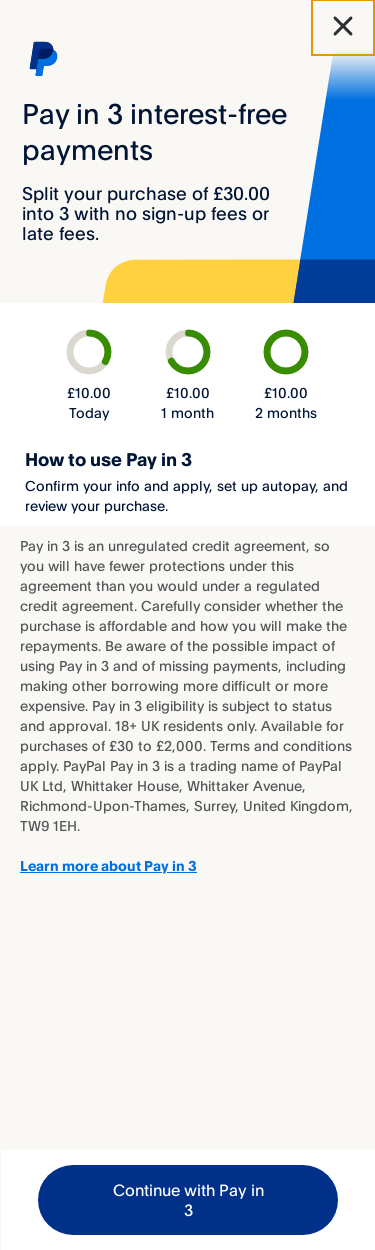 Pay in 3 interest-free
payments
Split your purchase of £30.00
into 3 with no sign-up fees or
late fees.
£10.00 £10.00 £10.00
Today 1 month 2 months
How to use Pay in 3
Confirm your info and apply, set up autopay, and
review your purchase.
Pay in 3 is an unregulated credit agreement, so
you will have fewer protections under this
agreement than you would under a regulated
credit agreement. Carefully consider whether the
purchase is affordable and how you will make the
repayments. Be aware of the possible impact of
using Pay in 3 and of missing payments, including
making other borrowing more difficult or more
expensive. Pay in 3 eligibility is subject to status
and approval. 18+ UK residents only. Available for
purchases of £30 to £2,000. Terms and conditions
apply. PayPal Pay in 3 is a trading name of PayPal
UK Ltd, Whittaker House, Whittaker Avenue,
Richmond-Upon-Thames, Surrey, United Kingdom,
TW9 1EH.
Learn more about Pay in 3
Continue with Pay in
3